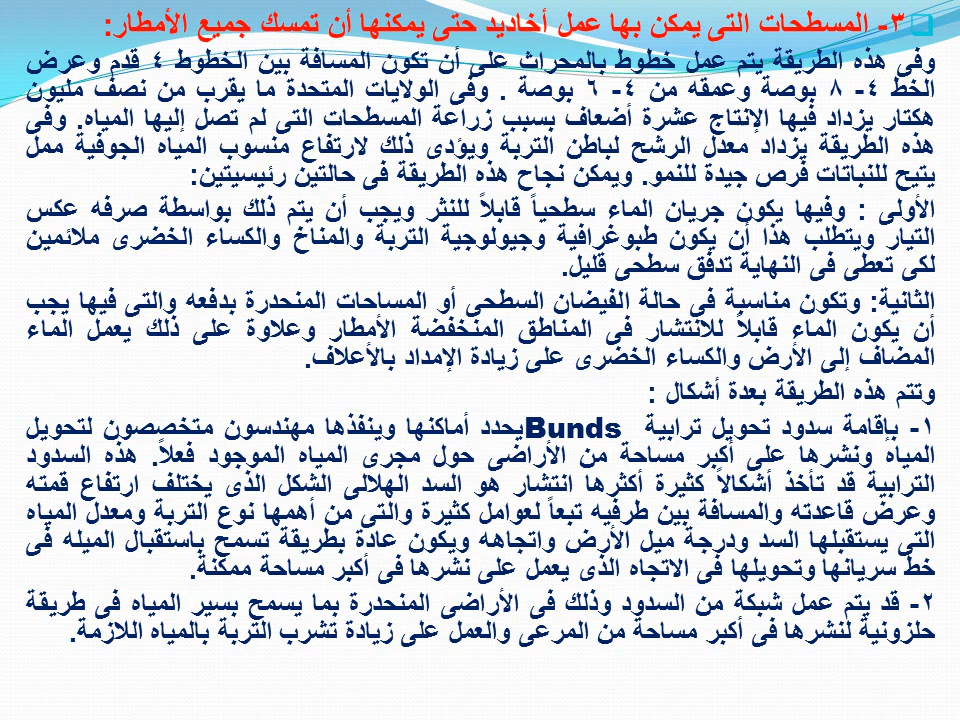 ٣- المسطحات التى يمكن بها عمل أخاديد حتى يمكنها أن تمسك جميع الأمطار:
وفى هذه الطريقة يتم عمل خطوط بالمحراث على أن تكون المسافة بين الخطوط ٤ قدم وعرض
الخط ٤- ٨ بوصة وعمقه من ٤- ٦ بوصة . وفى الولايات المتحدة ما يقرب من نصف مليون
هكتار يزداد فيها الإنتاج عشرة أضعاف بسبب زراعة المسطحات التى لم تصل إليها المياه. وفى
هذه الطريقة يزداد معدل الرشح لباطن التربة ويؤدى ذلك لارتفاع منسوب المياه الجوفية ممل
يتيح للنباتات فرص جيدة للنمو. ويمكن نجاح هذه الطريقة فى حالتين رئيسيتين:
الأولى : وفيها يكون جريان الماء سطحياً قابلاً للنثر ويجب أن يتم ذلك بواسطة صرفه عكس
التيار ويتطلب هذا أن يكون طبوغرافية وجيولوجية التربة والمناخ والكساء الخضرى ملائمين
لكى تعطى فى النهاية تدفق سطحى قليل.
الثانية: وتكون مناسبة فى حالة الفيضان السطحى أو المساحات المنحدرة بدفعه والتى فيها يجب
أن يكون الماء قابلاً للانتشار فى المناطق المنخفضة الأمطار وعلاوة على ذلك يعمل الماء
المضاف إلى الأرض والكساء الخضرى على زيادة الإمداد بالأعلاف.
وتتم هذه الطريقة بعدة أشكال :
١- بإقامة سدود تحويل ترابية Bunds يحدد أماكنها وينفذها مهندسون متخصصون لتحويل
المياه ونشرها على أكبر مساحة من الأراضى حول مجرى المياه الموجود فعلاً. هذه السدود
الترابية قد تأخذ أشكالاً كثيرة أكثرها انتشار هو السد الهلالى الشكل الذى يختلف ارتفاع قمته
وعرض قاعدته والمسافة بين طرفيه تبعاً لعوامل كثيرة والتى من أهمها نوع التربة ومعدل المياه
التى يستقبلها السد ودرجة ميل الأرض واتجاهه ويكون عادة بطريقة تسمح باستقبال الميله فى
خط سريانها وتحويلها فى الاتجاه الذى يعمل على نشرها فى أكبر مساحة ممكنة.
٢- قد يتم عمل شبكة من السدود وذلك فى الأراضى المنحدرة بما يسمح بسير المياه فى طريقة
حلزونية لنشرها فى أكبر مساحة من المرعى والعمل على زيادة تشرب التربة بالمياه اللازمة.